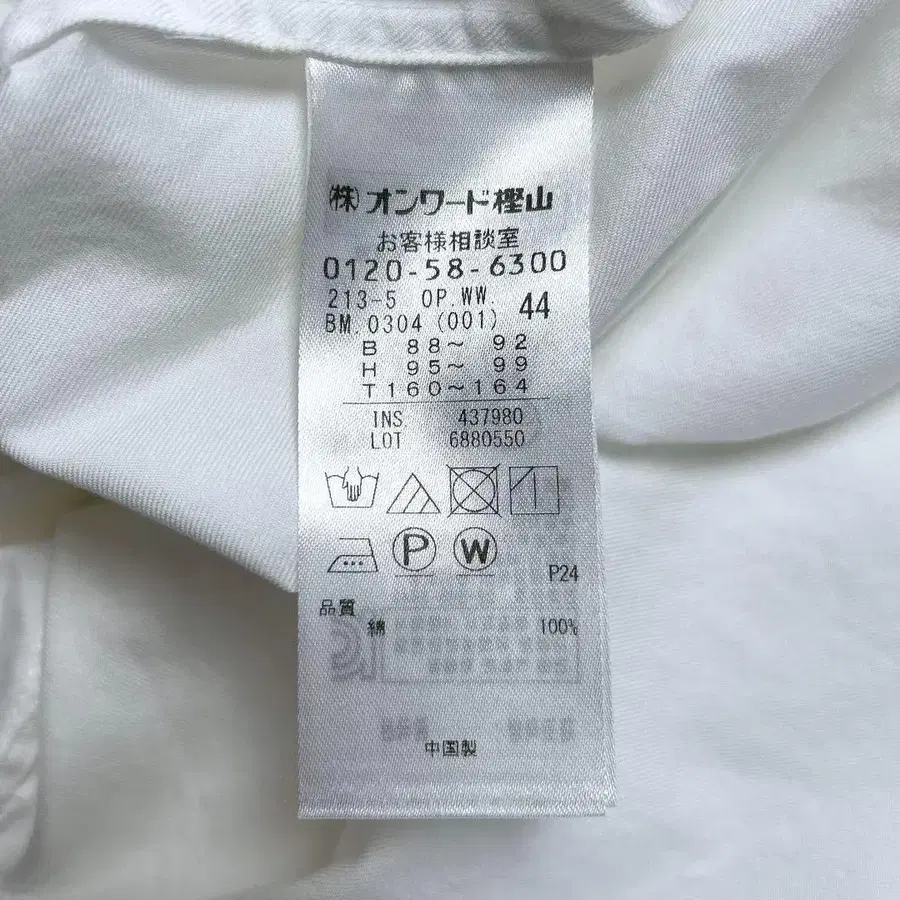 (株)オンワード樫山
お客様相談室
0120-58-6300
213-5 OP.WW.
BM.0304 (001) 44
B 88～ 92
H 95～ 99
T160～164
INS. 437980
LOT 6880550
P W
P24
品質
綿 100%
中国製